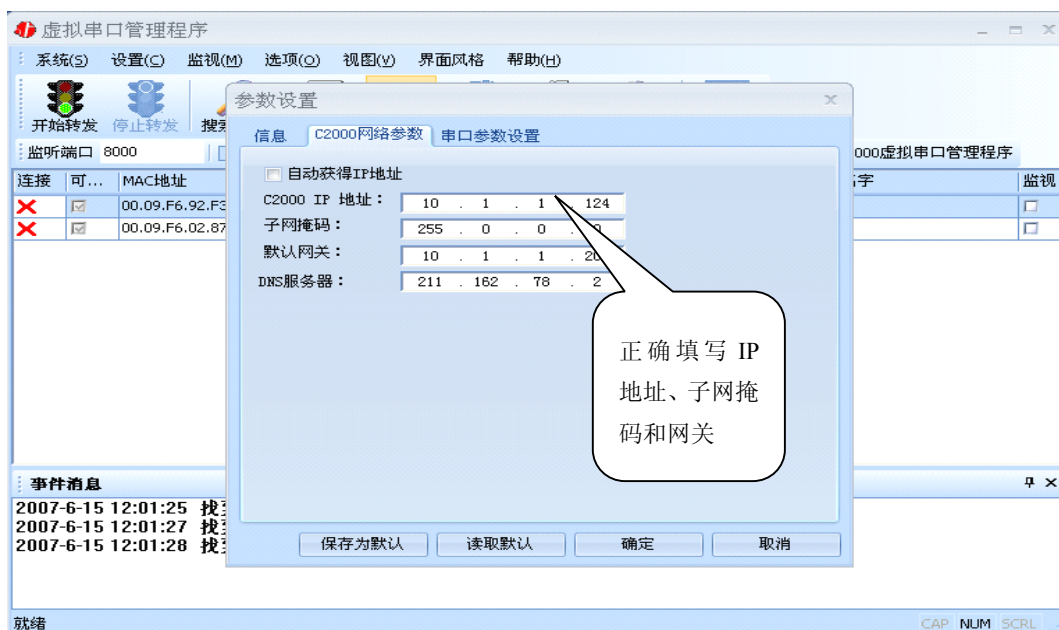 虚拟串口管理程序
系统(S) 设置(C) 监视(M) 选项(O) 视图(V) 界面风格 帮助(H)
开始转发 停止转发
监听端口 8000
000虚拟串口管理程序
连接 可... MAC地址 字 监视
00.09.F6.92.F3
00.09.F6.02.87
参数设置
信息 C2000网络参数 串口参数设置
自动获得IP地址
C2000 IP 地址： 10 . 1 . 1 . 124
子网掩码： 255 . 0 . 0 . 0
默认网关： 10 . 1 . 1 . 20
DNS服务器： 211 . 162 . 78 . 2
正确填写 IP
地址、子网掩
码和网关
保存为默认 读取默认 确定 取消
事件消息
2007-6-15 12:01:25 找
2007-6-15 12:01:27 找
2007-6-15 12:01:28 找
就绪 CAP NUM SCRL